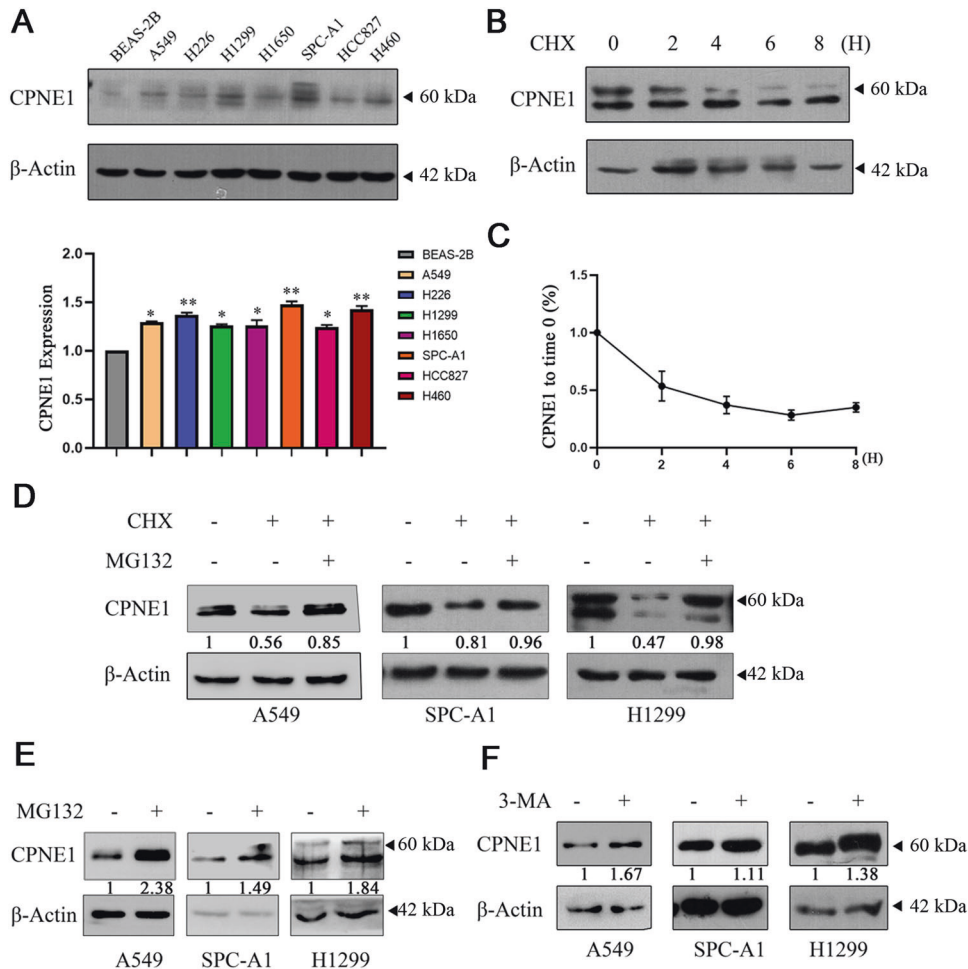 A
BEAS-2B A549 H226 H1299 H1650 SPC-A1 HCC827 H460
CPNE1 60 kDa
β-Actin 42 kDa
CPNE1 Expression
2.0
1.5
1.0
0.5
0.0
* ** * * ** * **
BEAS-2B
A549
H226
H1299
H1650
SPC-A1
HCC827
H460
B
CHX 0 2 4 6 8 (H)
CPNE1 60 kDa
β-Actin 42 kDa
C
CPNE1 to time 0 (%)
1.5
1.0
0.5
0.0
0 2 4 6 8 (H)
D
CHX - + + - + + - + +
MG132 - - + - - + - - +
CPNE1 60 kDa
1 0.56 0.85 1 0.81 0.96 1 0.47 0.98
β-Actin 42 kDa
A549 SPC-A1 H1299
E
MG132 - + - + - +
CPNE1 60 kDa
1 2.38 1 1.49 1 1.84
β-Actin 42 kDa
A549 SPC-A1 H1299
F
3-MA - + - + - +
CPNE1 60 kDa
1 1.67 1 1.11 1 1.38
β-Actin 42 kDa
A549 SPC-A1 H1299